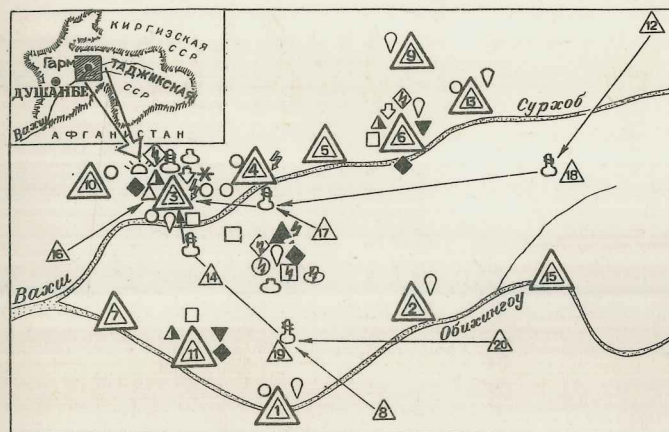 КИРГИЗСКАЯ
ССР
Гарм
ТАДЖИКСКАЯ
ССР
ДУШАНБЕ
Вахш
АФГАНИСТАН
12
9
13
Сурхоб
6
5
4
18
10
3
17
16
14
Вахш
15
2
7
Обихингоу
11
19
20
1
8